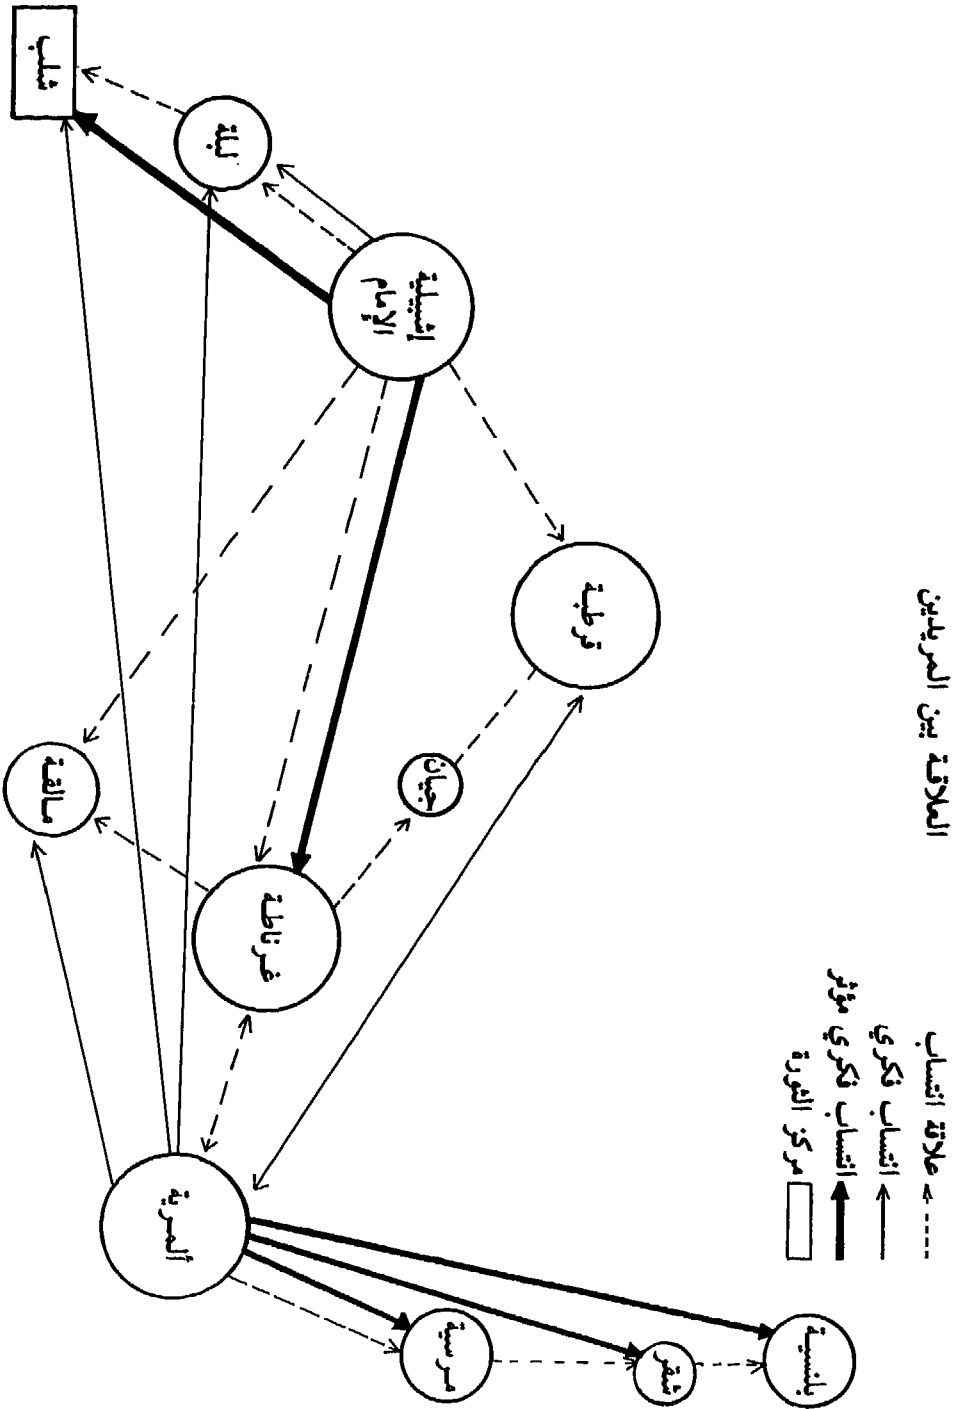 العلاقة بين المريدين
علاقة انتساب
انتساب فكري
انتساب فكري مؤثر
مركز الثورة
بلنسية
شقر
مرسية
قرطبة
جيان
إشبيلية
الإمام
غرناطة
ألمرية
لبلة
مالقة
شلب